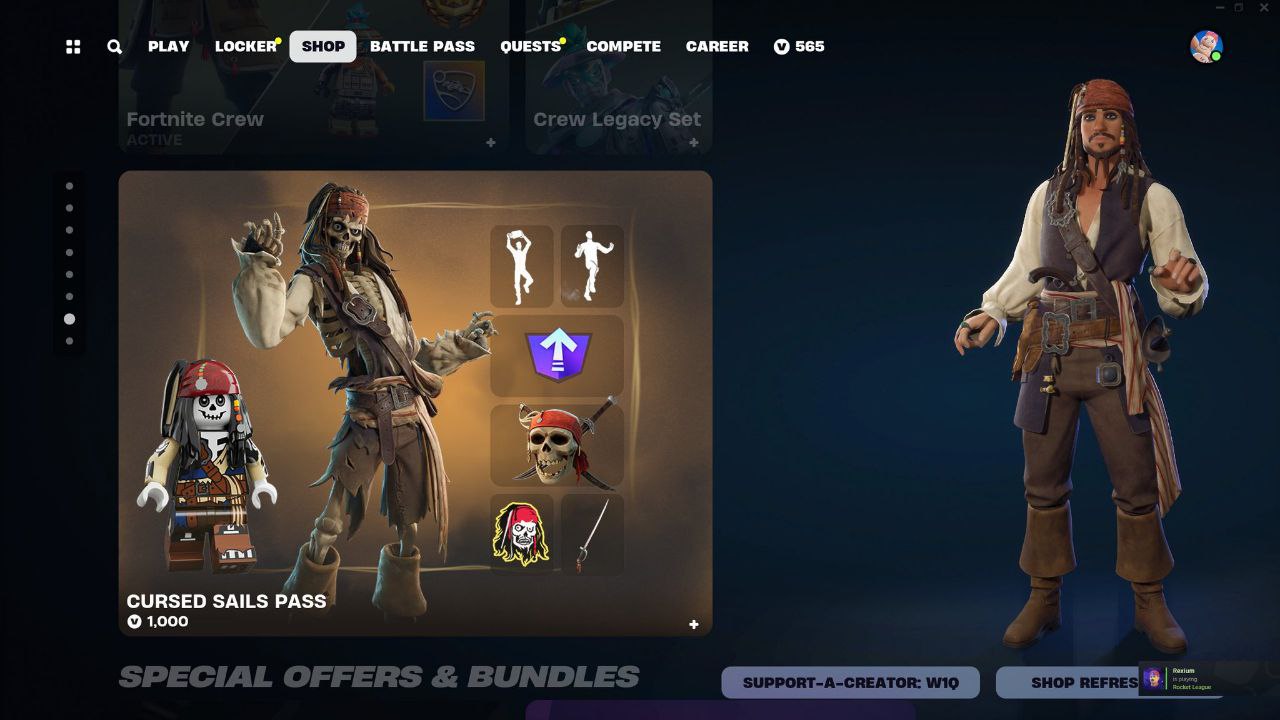 PLAY LOCKER SHOP BATTLE PASS QUESTS COMPETE CAREER 565
Fortnite Crew
ACTIVE
Crew Legacy Set
CURSED SAILS PASS
1,000
SPECIAL OFFERS & BUNDLES
SUPPORT-A-CREATOR: W1Q
SHOP REFRES
Rexium
is playing
Rocket League